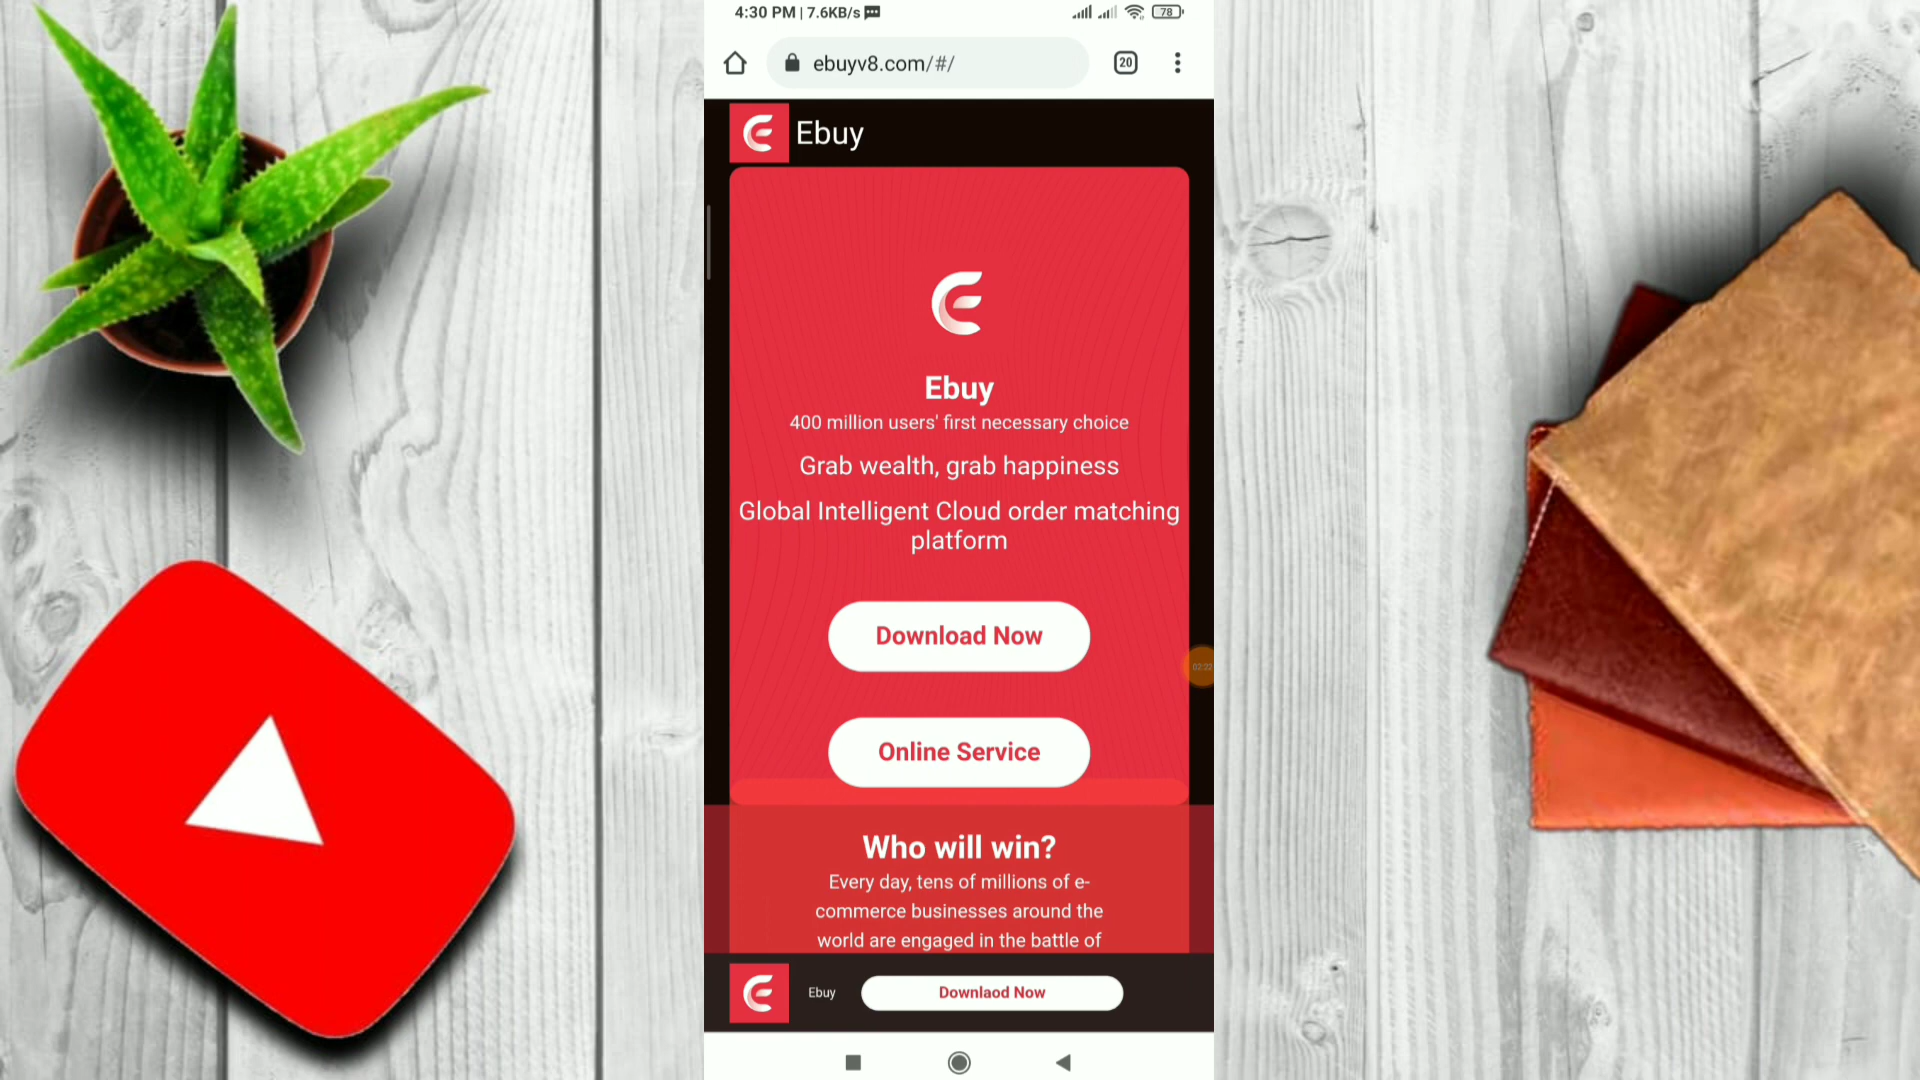 4:30 PM | 7.6KB/s
78
ebuyv8.com/#/
20
Ebuy
Ebuy
400 million users' first necessary choice
Grab wealth, grab happiness
Global Intelligent Cloud order matching
platform
Download Now
02:22
Online Service
Who will win?
Every day, tens of millions of e-
commerce businesses around the
world are engaged in the battle of
Ebuy
Downlaod Now